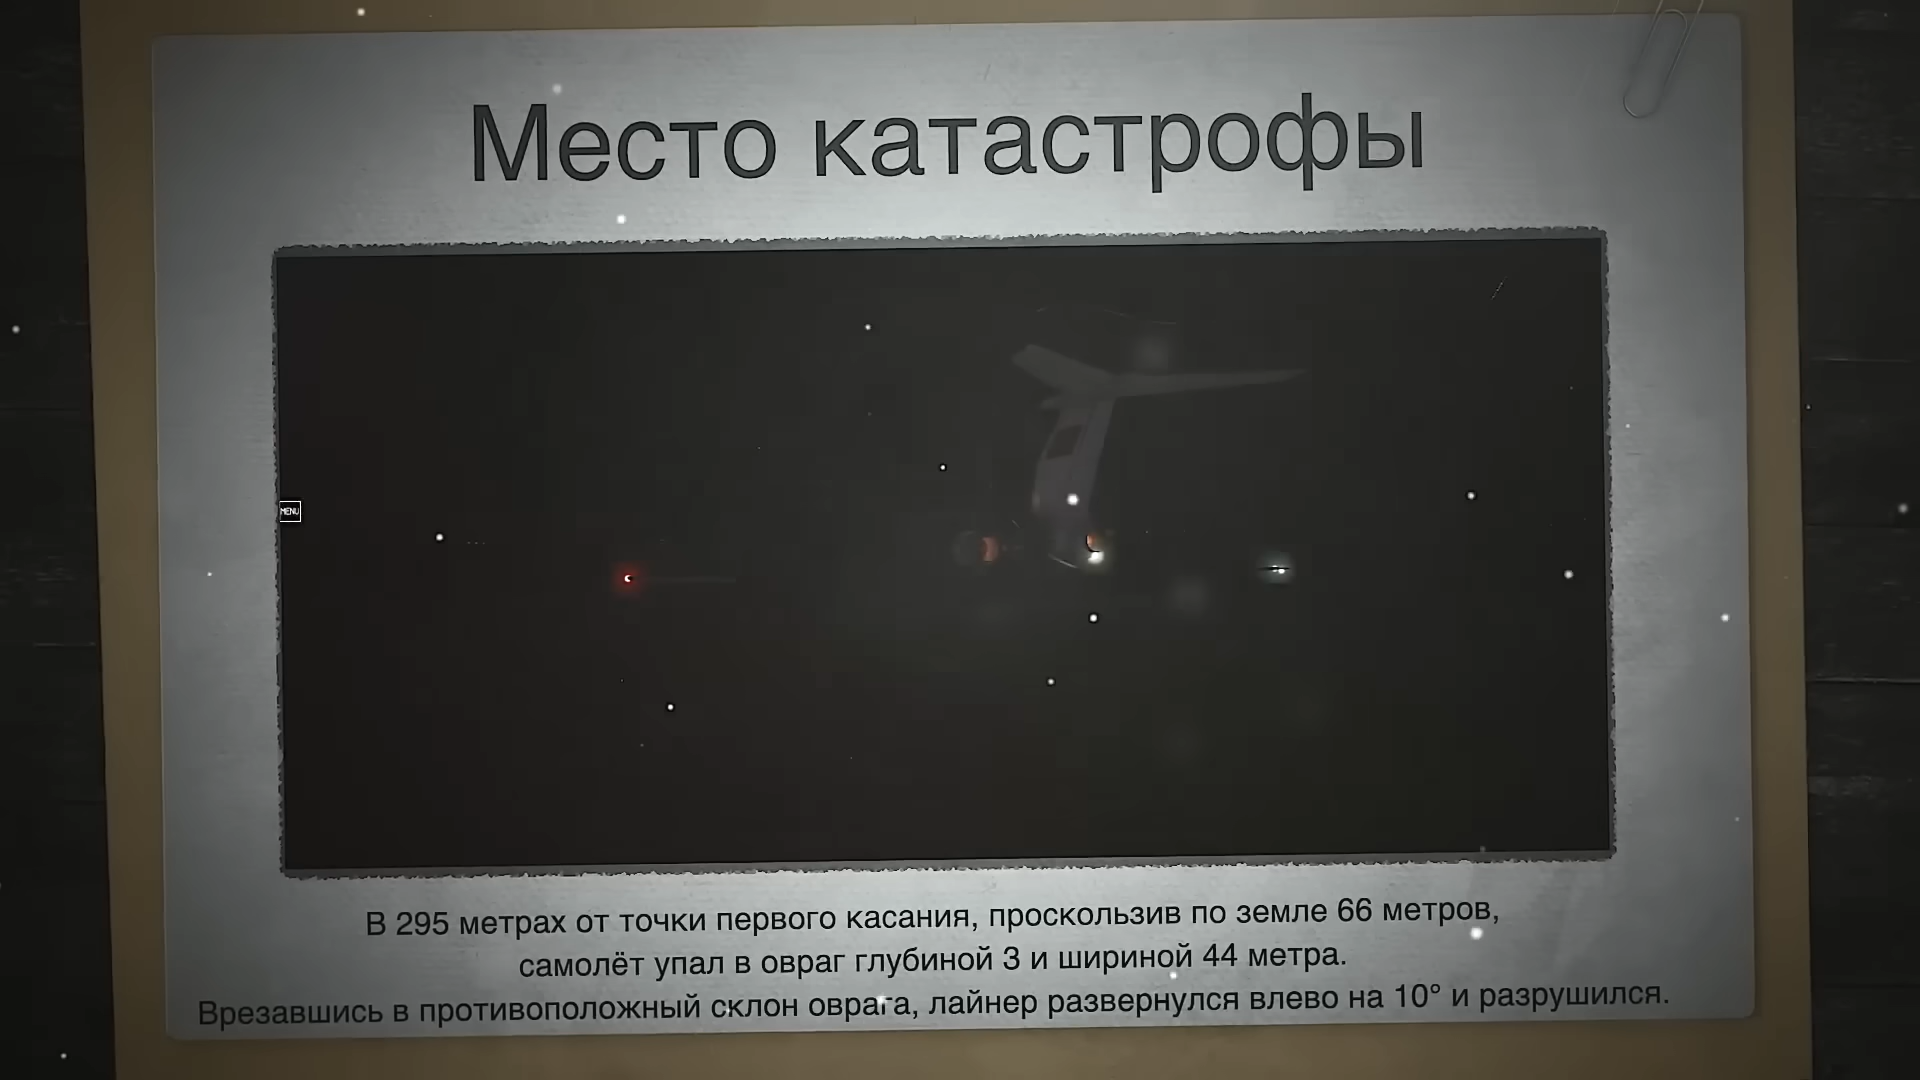 Место катастрофы
MENU
В 295 метрах от точки первого касания, проскользив по земле 66 метров,
самолёт упал в овраг глубиной 3 и шириной 44 метра.
Врезавшись в противоположный склон оврага, лайнер развернулся влево на 10° и разрушился.